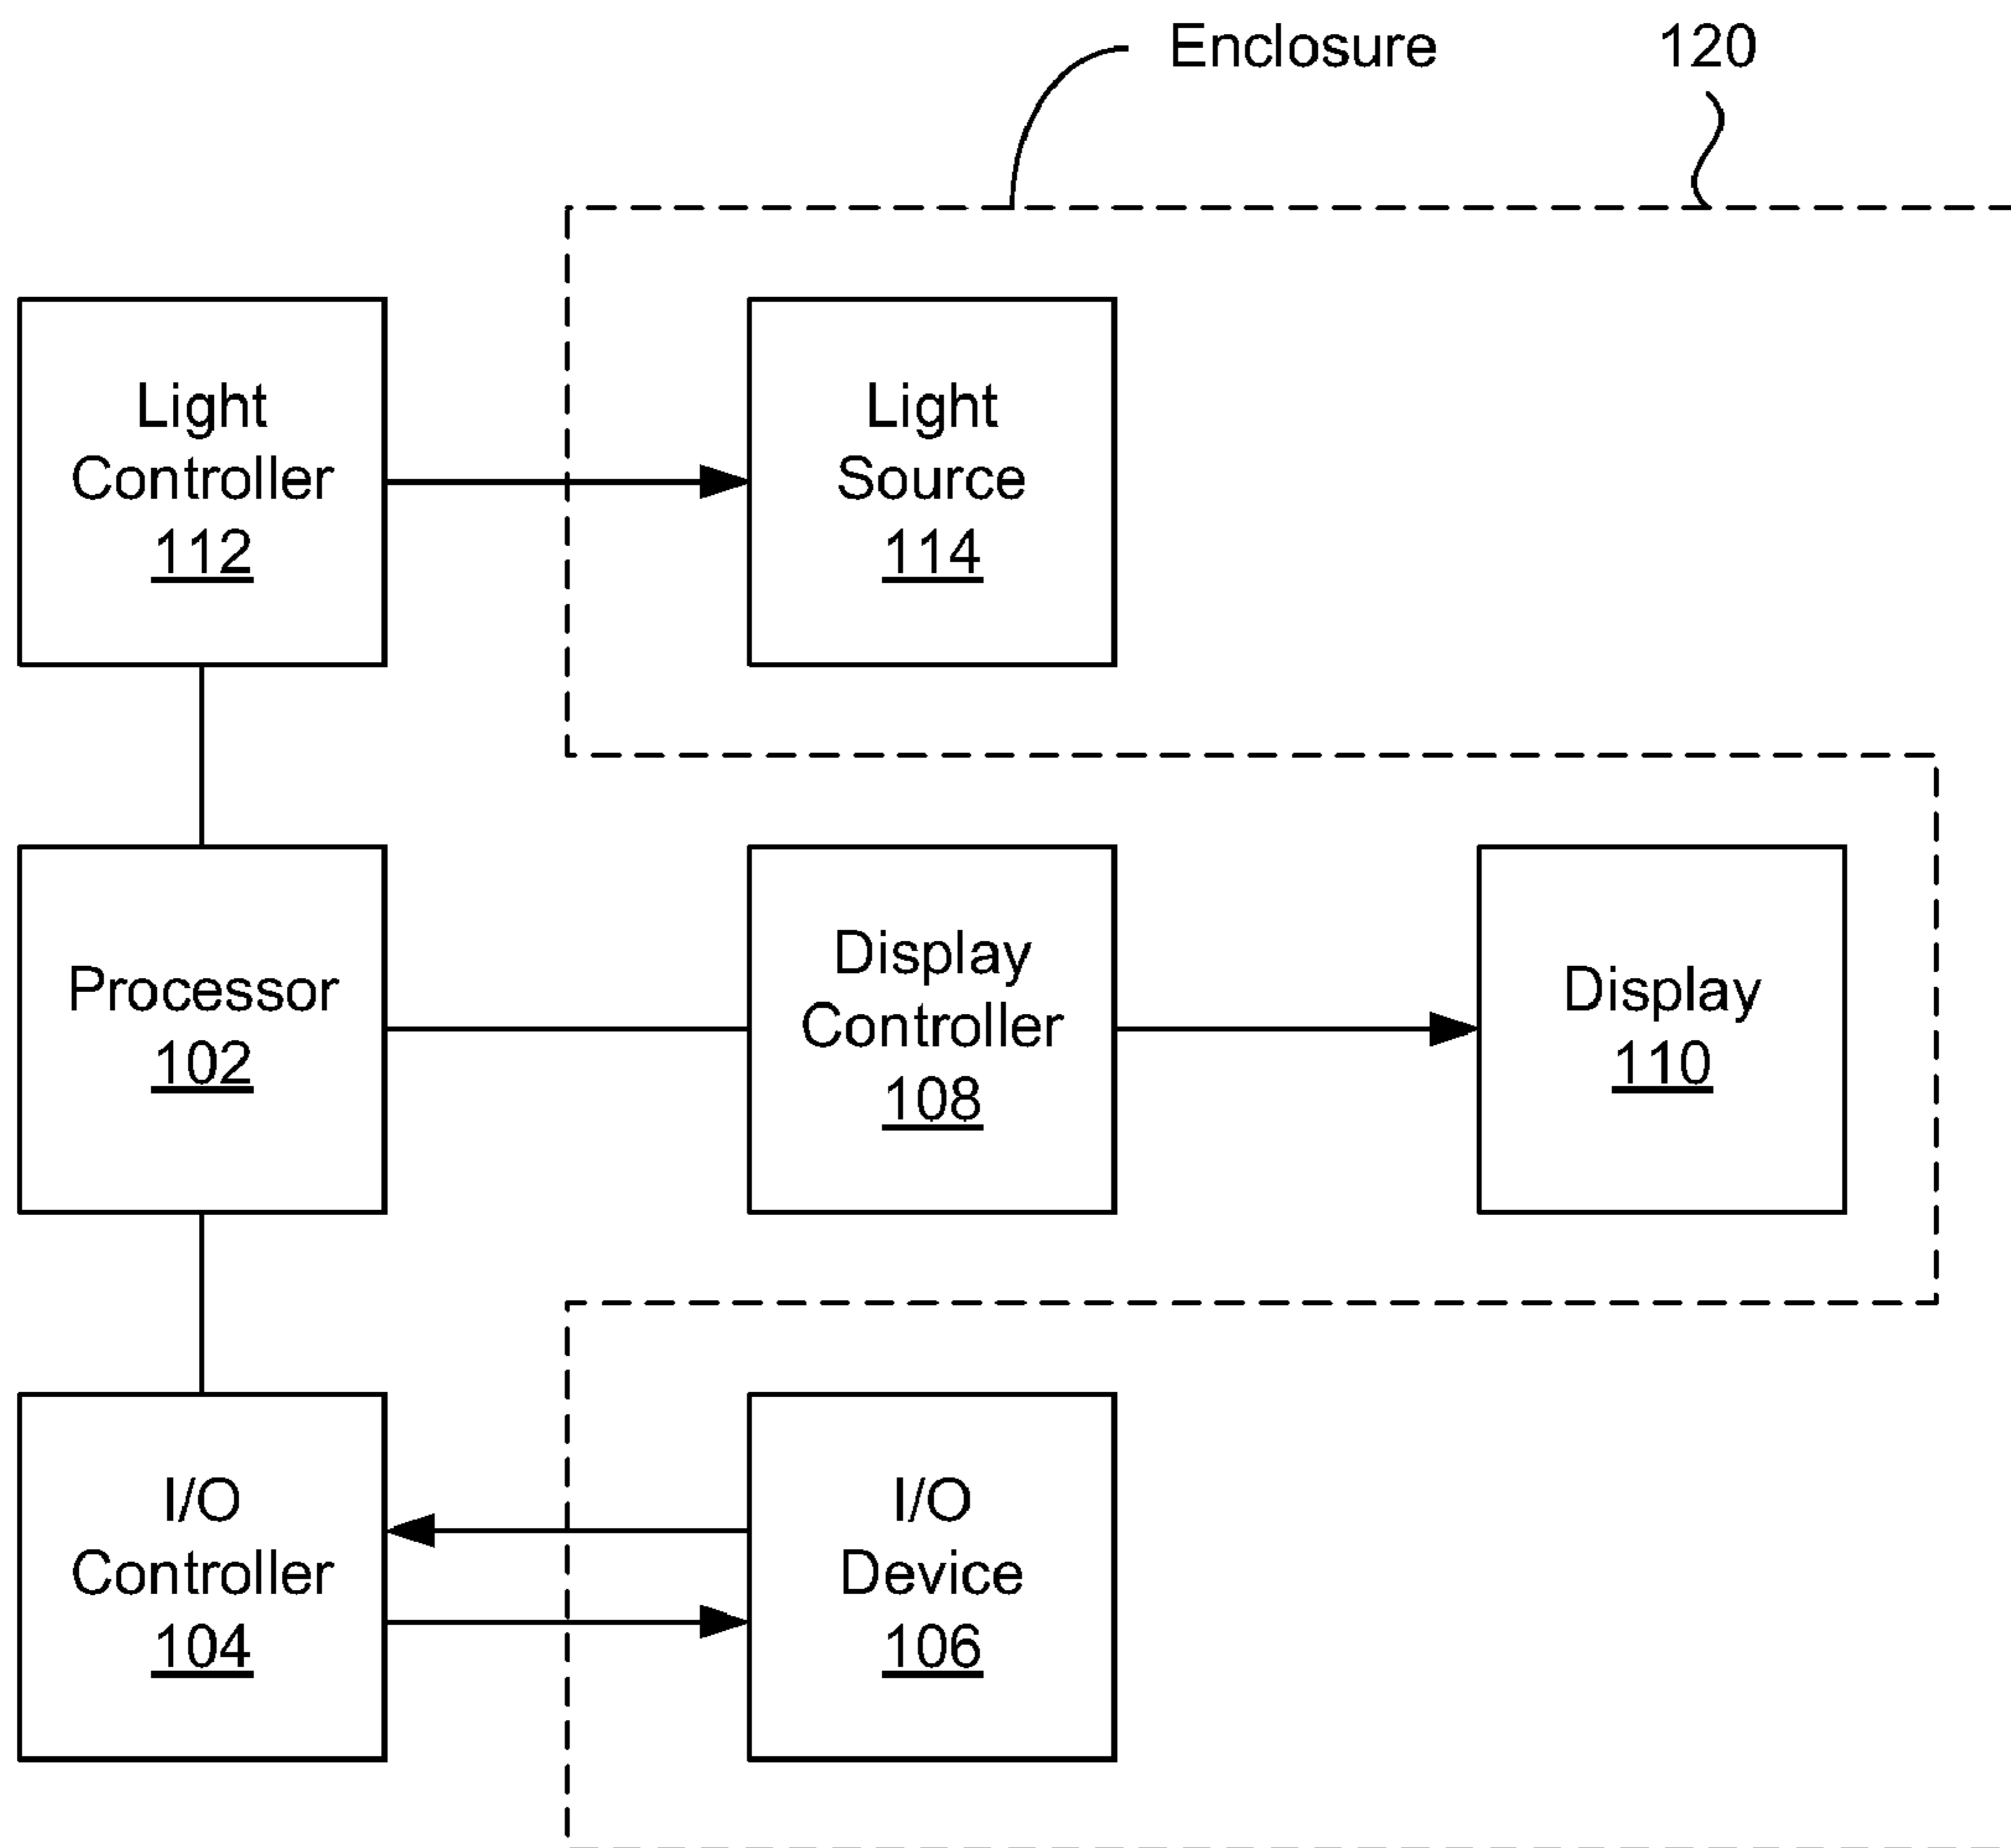 Enclosure
120
Light
Controller
112
Light
Source
114
Processor
102
Display
Controller
108
Display
110
I/O
Controller
104
I/O
Device
106